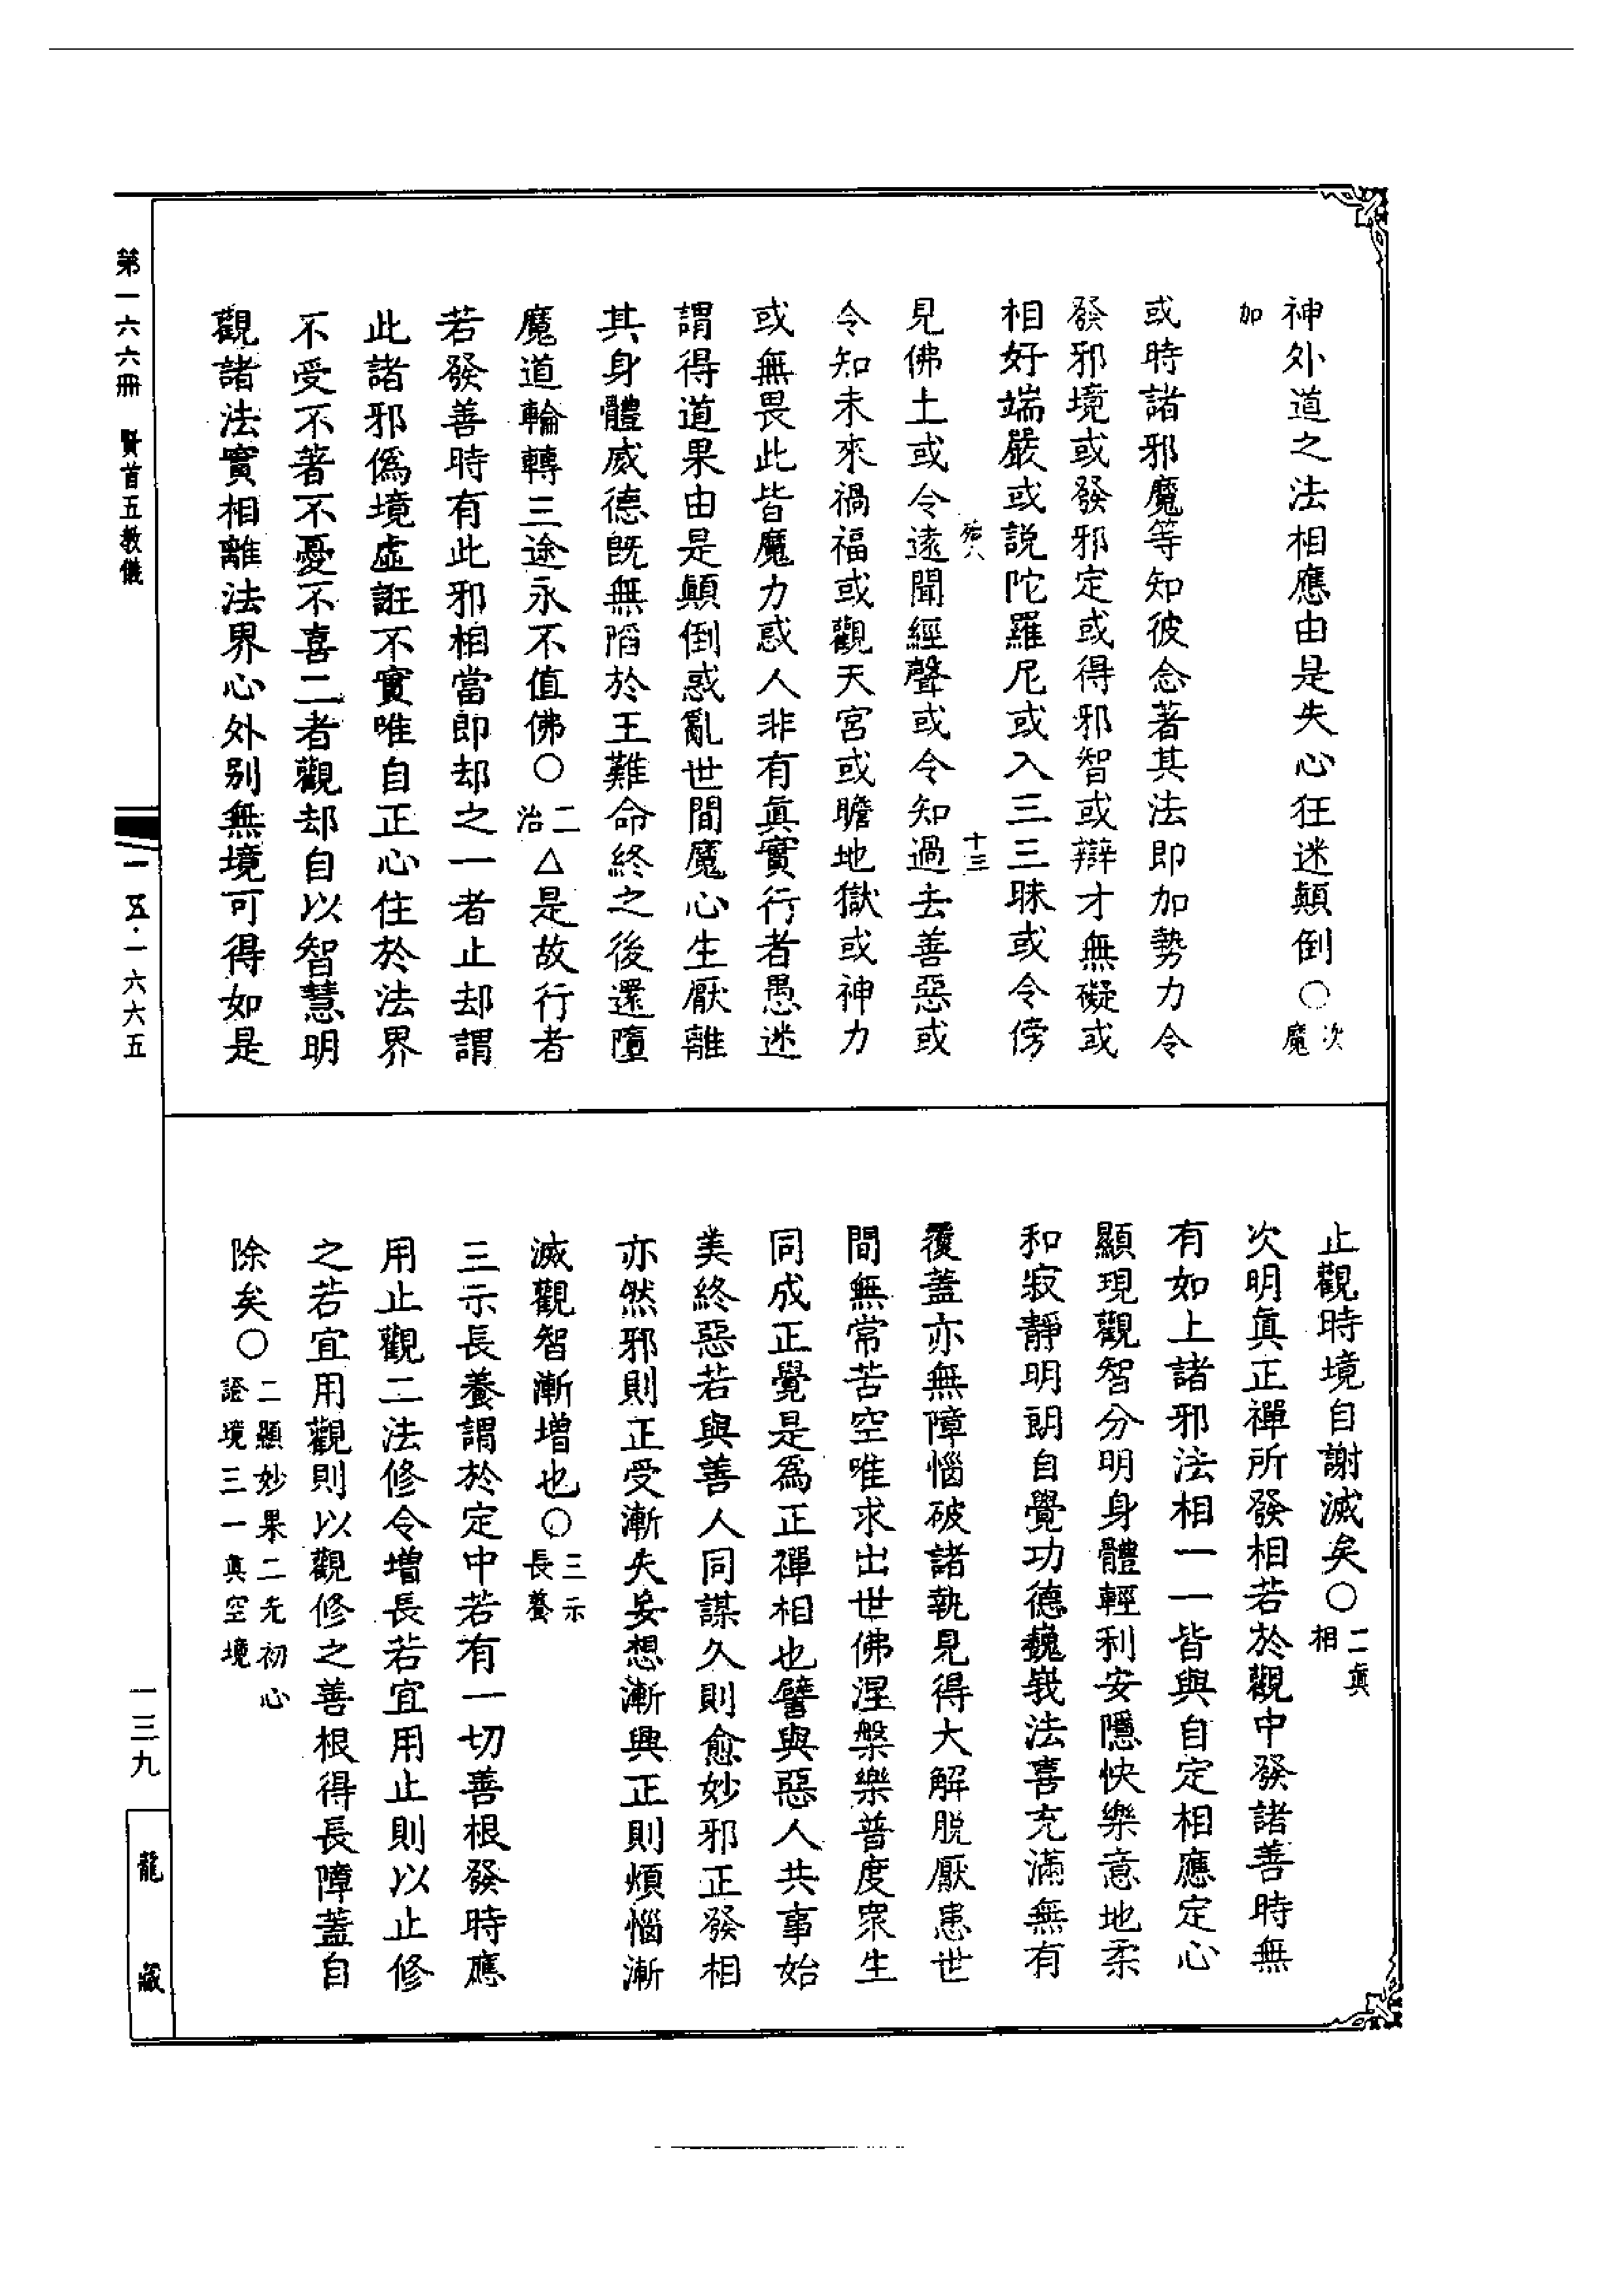 神外道之法相應由是失心狂迷顛倒○次魔
加
或時諸邪魔等知彼念著其法即加勢力令
發邪境或發邪定或得邪智或辯才無礙或
相好端嚴或説陀羅尼或入三三昧或令傍
十三
見佛土或令遠聞經聲或令知過去善惡或
令知未來禍福或觀天宮或瞻地獄或神力
或無畏此皆魔力惑人非有眞實行者愚迷
謂得道果由是顛倒惑亂世間魔心生厭離
其身體威德旣無陷於王難命終之後還墮
魔道輪轉三途永不值佛○二治△是故行者
若發善時有此邪相當即却之一者止却謂
此諸邪僞境虛誑不實唯自正心住於法界
不受不著不憂不喜二者觀却自以智慧明
觀諸法實相離法界心外別無境可得如是
止觀時境自謝滅矣○二眞相
次明眞正禪所發相若於觀中發諸善時無
有如上諸邪法相一一皆與自定相應定心
顯現觀智分明身體輕利安隱快樂意地柔
和寂靜明朗自覺功德巍峩法喜充滿無有
覆蓋亦無障惱破諸執見得大解脱厭患世
間無常苦空唯求出世佛涅槃樂普度衆生
同成正覺是爲正禪相也譬與惡人共事始
美終惡若與善人同謀久則愈妙邪正發相
亦然邪則正受漸失妄想漸興正則煩惱漸
滅觀智漸增也○三示長養
三示長養謂於定中若有一切善根發時應
用止觀二法修令增長若宜用止則以止修
之若宜用觀則以觀修之善根得長障蓋自
除矣○二顯妙果二先初心
證境三一眞空境
第一六六冊 賢首五教儀
一五·一六六五
一三九
龍藏